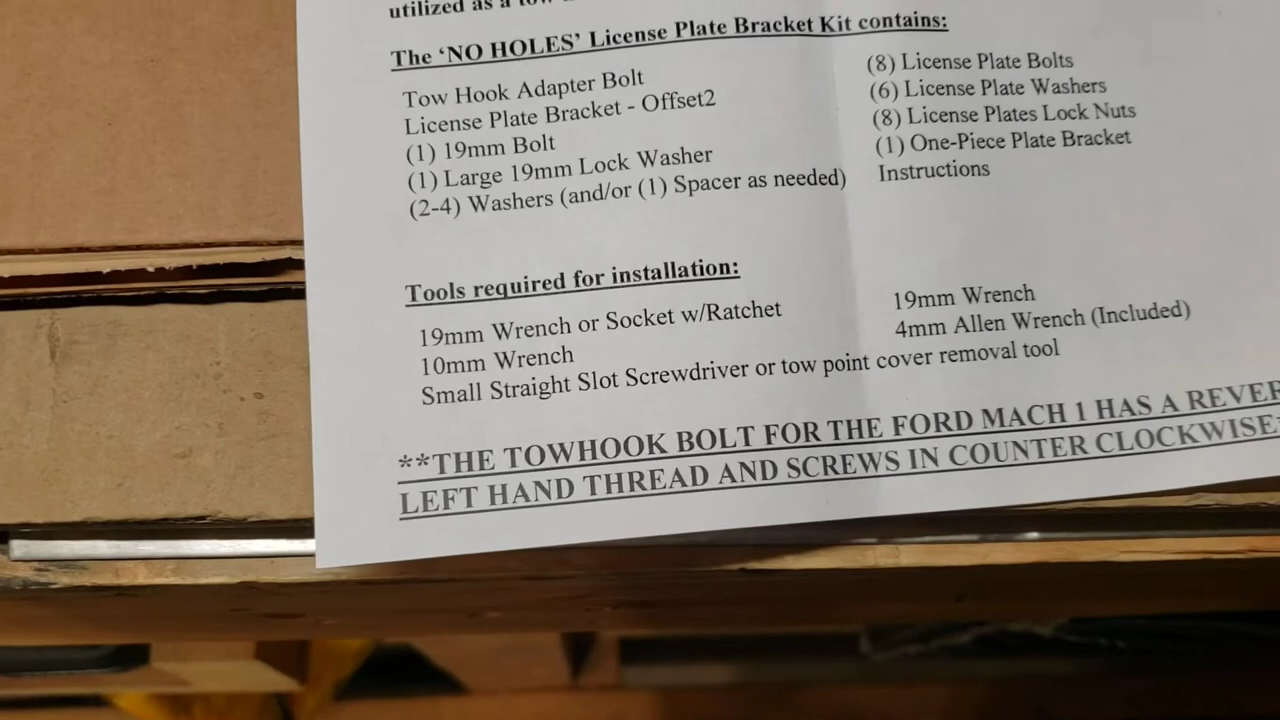 utilized as a tow
The ‘NO HOLES’ License Plate Bracket Kit contains:
Tow Hook Adapter Bolt
License Plate Bracket - Offset2
(1) 19mm Bolt
(1) Large 19mm Lock Washer
(2-4) Washers (and/or (1) Spacer as needed)
(8) License Plate Bolts
(6) License Plate Washers
(8) License Plates Lock Nuts
(1) One-Piece Plate Bracket
Instructions
Tools required for installation:
19mm Wrench or Socket w/Ratchet
10mm Wrench
Small Straight Slot Screwdriver or tow point cover removal tool
19mm Wrench
4mm Allen Wrench (Included)
**THE TOWHOOK BOLT FOR THE FORD MACH 1 HAS A REVER
LEFT HAND THREAD AND SCREWS IN COUNTER CLOCKWISE